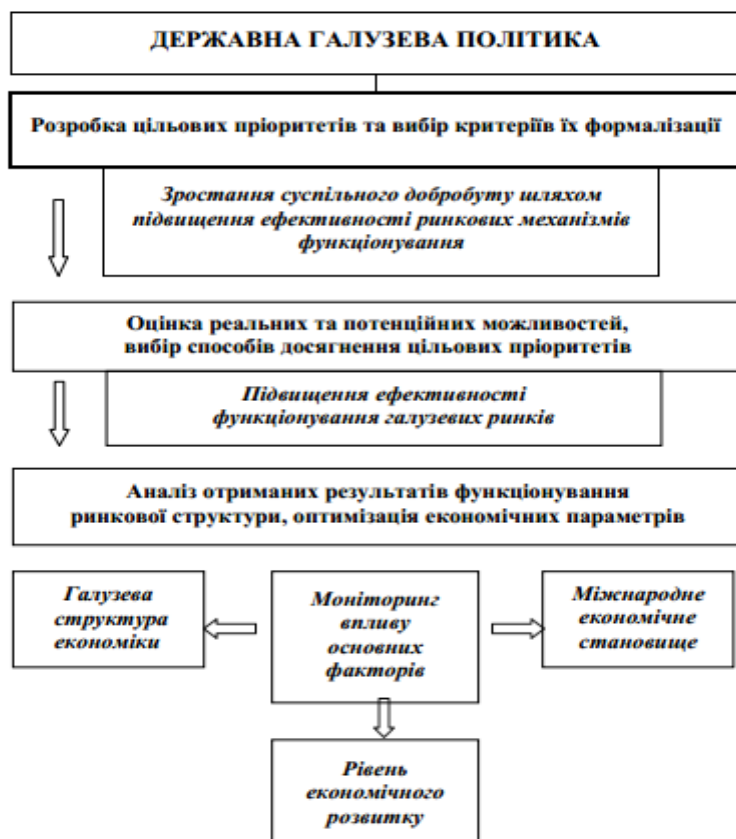 ДЕРЖАВНА ГАЛУЗЕВА ПОЛІТИКА
Розробка цільових пріоритетів та вибір критеріїв їх формалізації
Зростання суспільного добробуту шляхом
підвищення ефективності ринкових механізмів
функціонування
Оцінка реальних та потенційних можливостей,
вибір способів досягнення цільових пріоритетів
Підвищення ефективності
функціонування галузевих ринків
Аналіз отриманих результатів функціонування
ринкової структури, оптимізація економічних параметрів
Галузева
структура
економіки
Моніторинг
впливу
основних
факторів
Міжнародне
економічне
становище
Рівень
економічного
розвитку